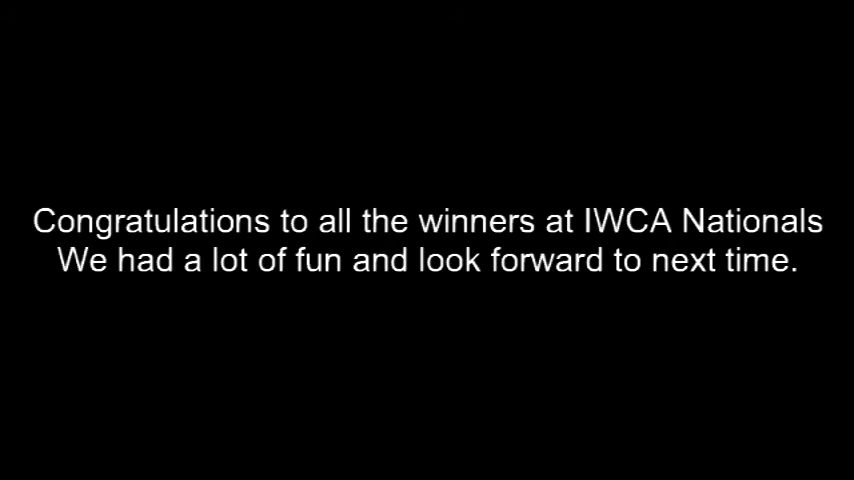 Congratulations to all the winners at IWCA Nationals
We had a lot of fun and look forward to next time.